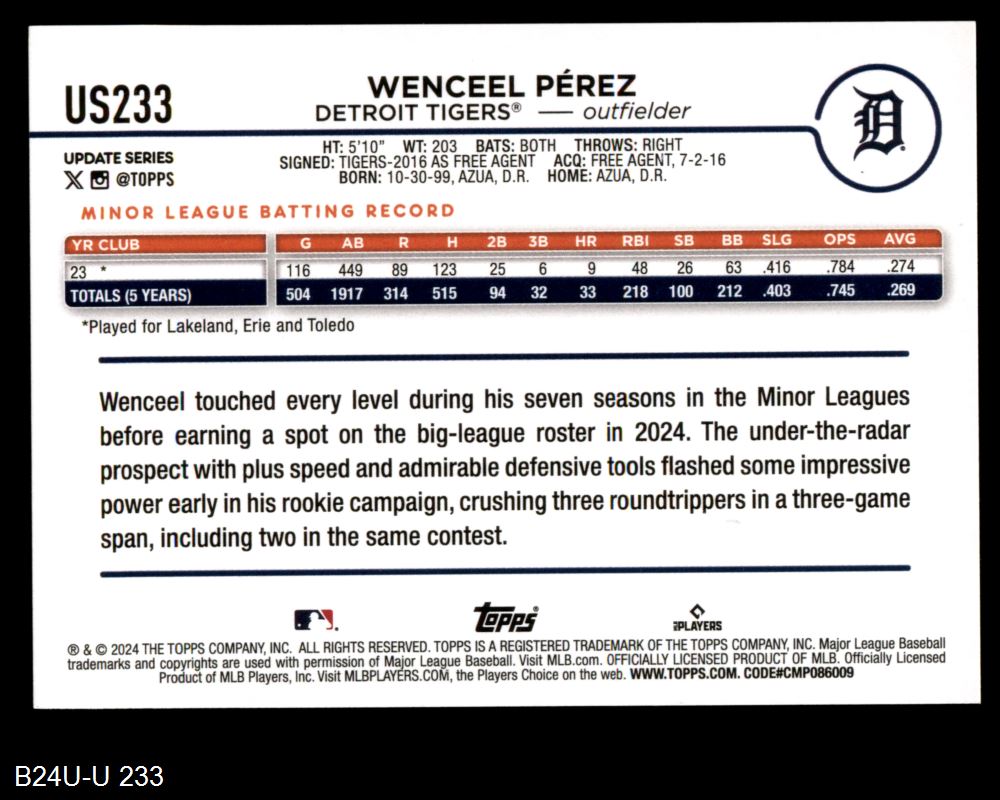 US233
WENCEEL PÉREZ
DETROIT TIGERS® — outfielder
D
UPDATE SERIES
X @TOPPS
HT: 5'10" WT: 203 BATS: BOTH THROWS: RIGHT
SIGNED: TIGERS-2016 AS FREE AGENT ACQ: FREE AGENT, 7-2-16
BORN: 10-30-99, AZUA, D.R. HOME: AZUA, D.R.
MINOR LEAGUE BATTING RECORD
YR CLUB G AB R H 2B 3B HR RBI SB BB SLG OPS AVG
23 * 116 449 89 123 25 6 9 48 26 63 .416 .784 .274
TOTALS (5 YEARS) 504 1917 314 515 94 32 33 218 100 212 .403 .745 .269
*Played for Lakeland, Erie and Toledo
Wenceel touched every level during his seven seasons in the Minor Leagues
before earning a spot on the big-league roster in 2024. The under-the-radar
prospect with plus speed and admirable defensive tools flashed some impressive
power early in his rookie campaign, crushing three roundtrippers in a three-game
span, including two in the same contest.
topps®
PLAYERS
® & © 2024 THE TOPPS COMPANY, INC. ALL RIGHTS RESERVED. TOPPS IS A REGISTERED TRADEMARK OF THE TOPPS COMPANY, INC. Major League Baseball
trademarks and copyrights are used with permission of Major League Baseball. Visit MLB.com. OFFICIALLY LICENSED PRODUCT OF MLB. Officially Licensed
Product of MLB Players, Inc. Visit MLBPLAYERS.COM, the Players Choice on the web. WWW.TOPPS.COM. CODE#CMP086009
B24U-U 233